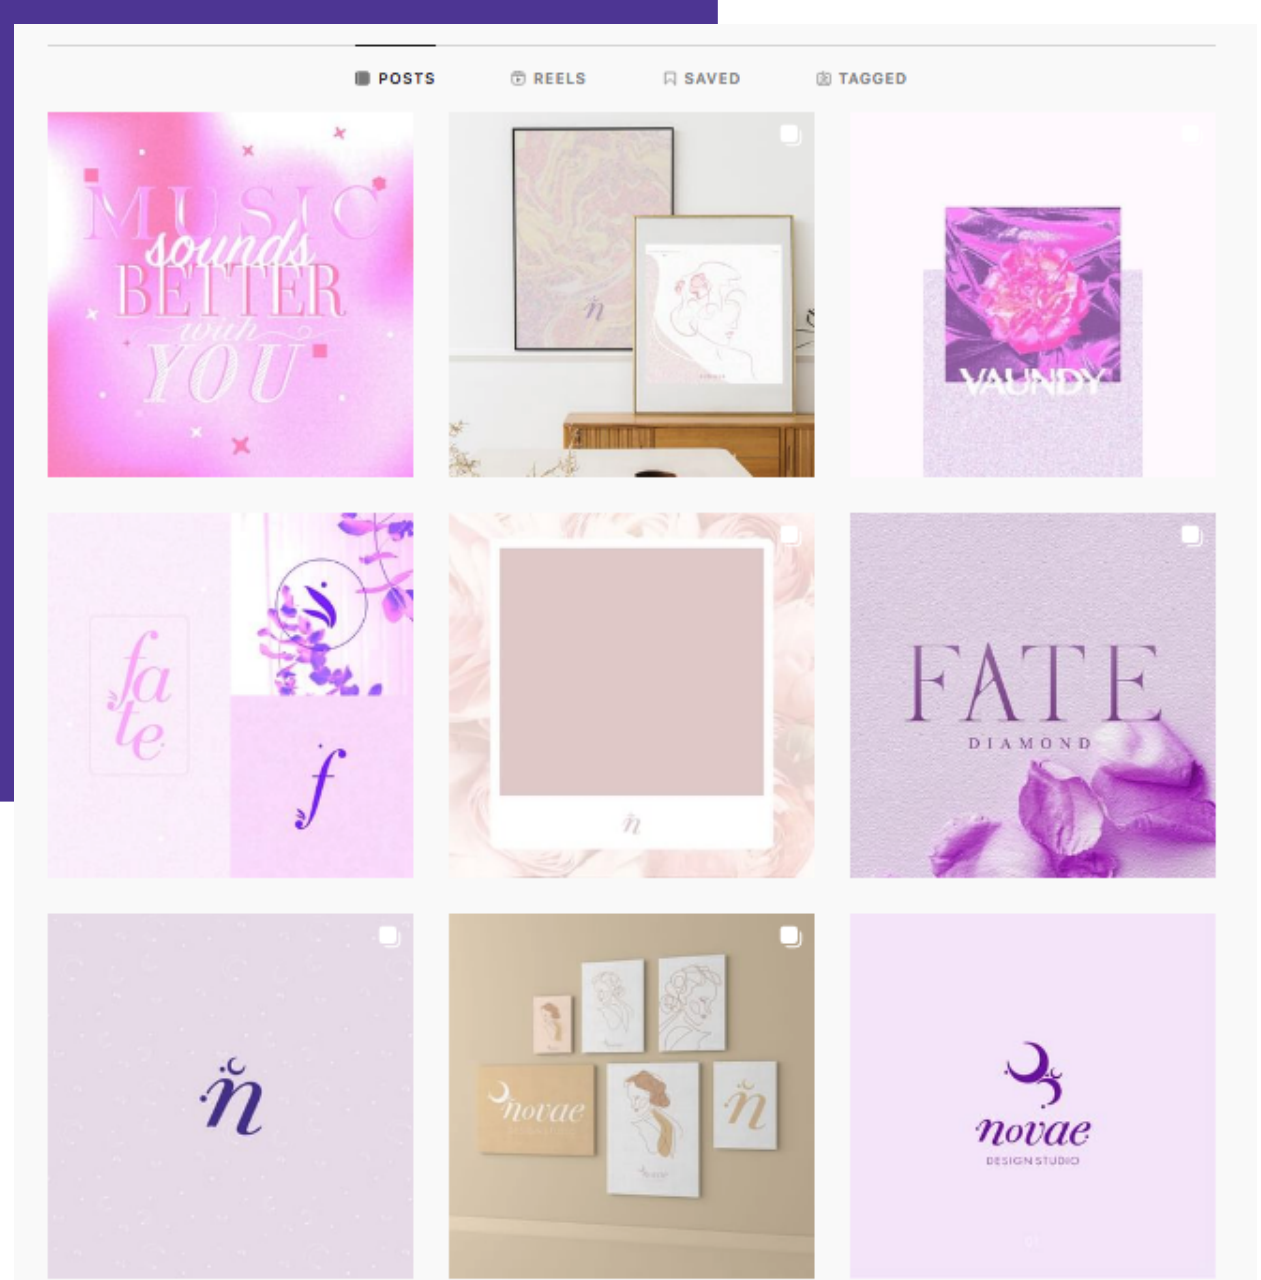 POSTS REELS SAVED TAGGED
MUSIC
sounds
BETTER
with
YOU
n
VAUNDY
fa
te
f
n
FATE
DIAMOND
n
novae
n
novae
DESIGN STUDIO